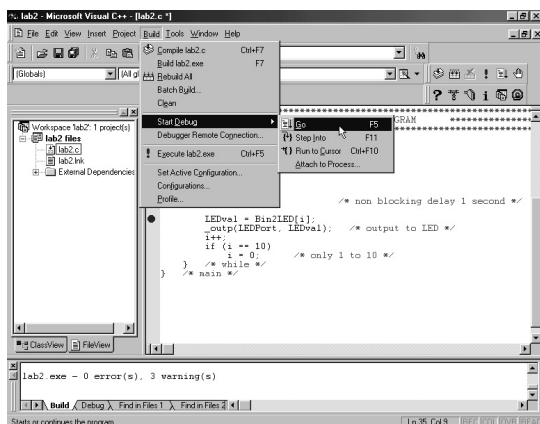 lab2 - Microsoft Visual C++ - [lab2.c *]
File Edit View Insert Project Build Tools Window Help
[Globals]
[All gl
Compile lab2.c Ctrl+F7
Build lab2.exe F7
Rebuild All
Batch Build...
Clean
Start Debug
Debugger Remote Connection...
Execute lab2.exe Ctrl+F5
Set Active Configuration...
Configurations...
Profile...
Go F5
Step Into F11
Run to Cursor Ctrl+F10
Attach to Process...
Workspace 'lab2': 1 project(s)
lab2 files
lab2.c
lab2.lnk
External Dependencies
ClassView FileView
GRAM
/* non blocking delay 1 second */
LEDval = Bin2LED[i];
_outp(LEDPort, LEDval); /* output to LED */
i++;
if (i == 10)
i = 0; /* only 1 to 10 */
} /* while */
} /* main */
lab2.exe - 0 error(s), 3 warning(s)
Build Debug Find in Files 1 Find in Files 2
Starts or continues the program
Ln 35, Col 9 REC COL OVR READ